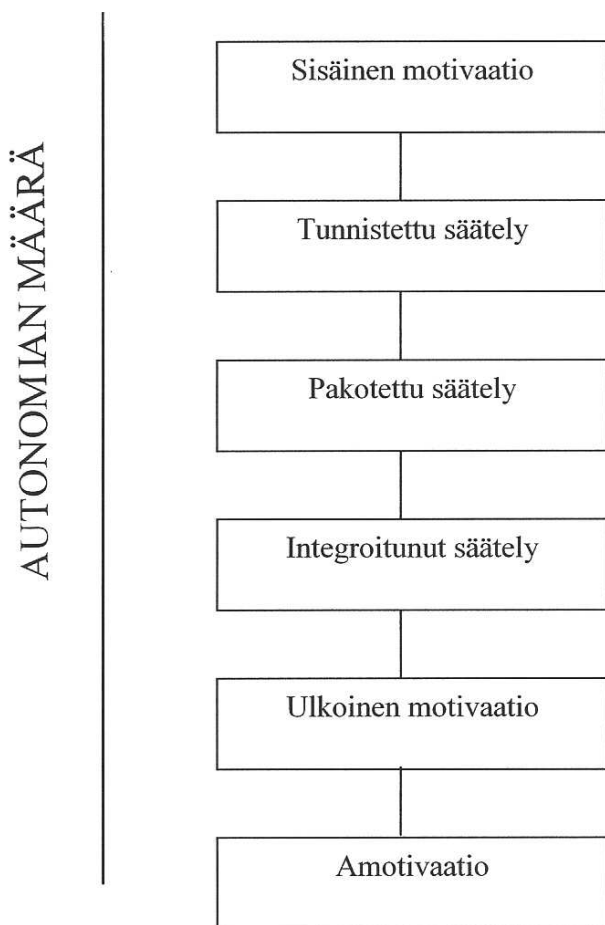 AUTONOMIAN MÄÄRÄ
Sisäinen motivaatio
Tunnistettu säätely
Pakotettu säätely
Integroitunut säätely
Ulkoinen motivaatio
Amotivaatio